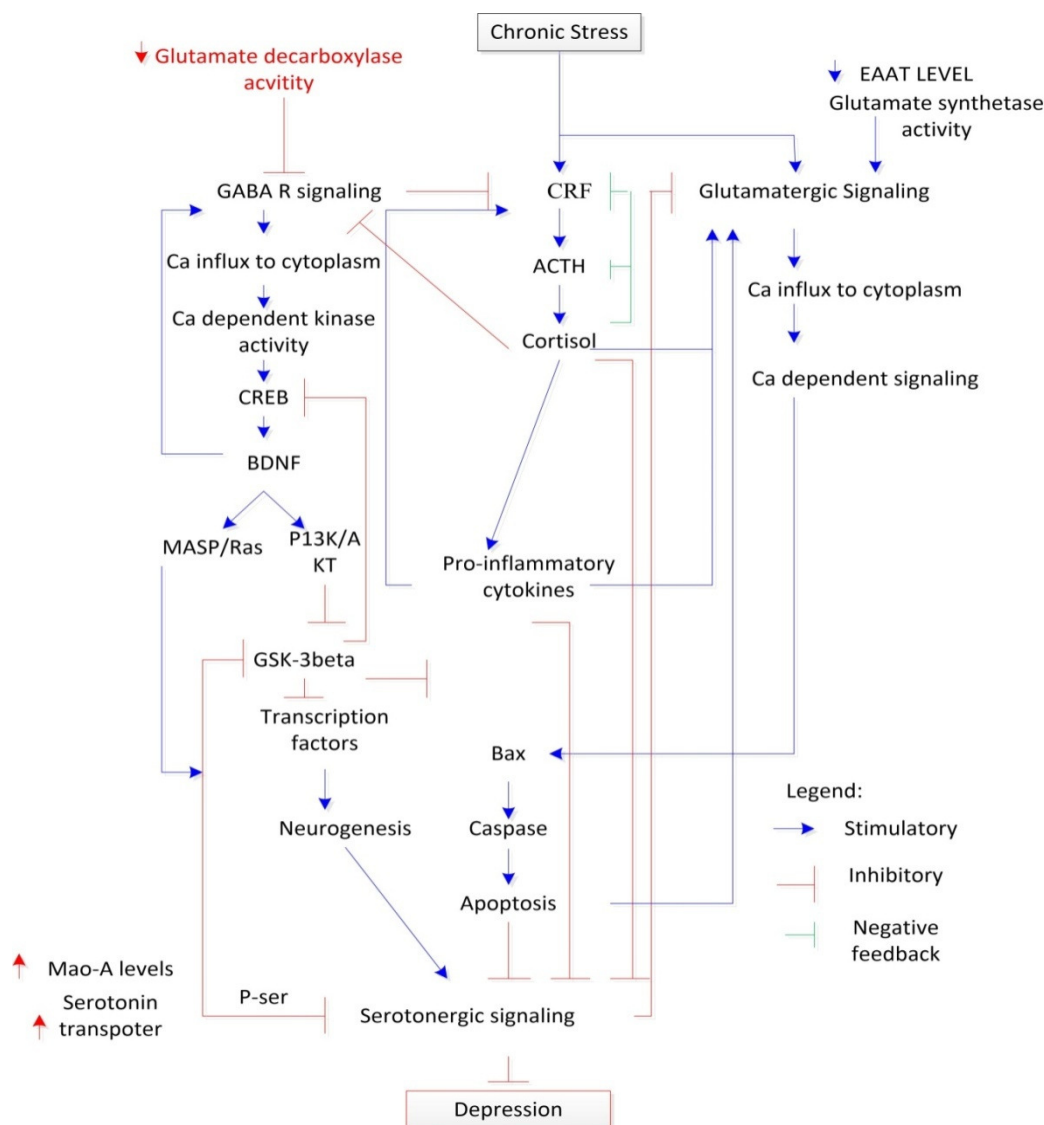 Chronic Stress
Glutamate decarboxylase
acvitity
EAAT LEVEL
Glutamate synthetase
activity
GABA R signaling
CRF
Glutamatergic Signaling
Ca influx to cytoplasm
ACTH
Ca influx to cytoplasm
Ca dependent kinase
activity
Cortisol
Ca dependent signaling
CREB
BDNF
MASP/Ras
P13K/A
KT
Pro-inflammatory
cytokines
GSK-3beta
Transcription
factors
Bax
Legend:
Neurogenesis
Caspase
Stimulatory
Inhibitory
Apoptosis
Negative
feedback
Mao-A levels
Serotonin
transpoter
P-ser
Serotonergic signaling
Depression